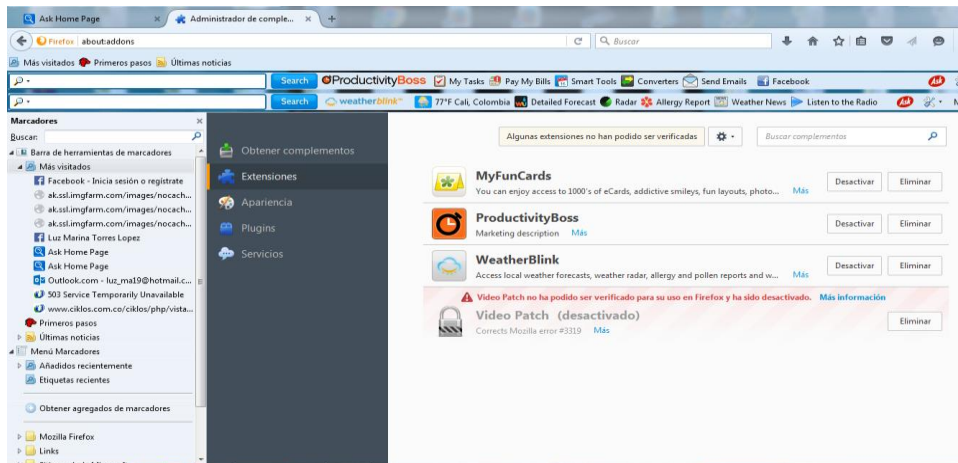 Ask Home Page
Administrador de comple...
Firefox about:addons
Buscar
Más visitados Primeros pasos Últimas noticias
Search ProductivityBoss My Tasks Pay My Bills Smart Tools Converters Send Emails Facebook
Search weatherblink 77°F Cali, Colombia Detailed Forecast Radar Allergy Report Weather News Listen to the Radio
Marcadores
Buscar:
Barra de herramientas de marcadores
Más visitados
Facebook - Inicia sesión o regístrate
ak.ssl.imgfarm.com/images/nocach...
ak.ssl.imgfarm.com/images/nocach...
ak.ssl.imgfarm.com/images/nocach...
Luz Marina Torres Lopez
Ask Home Page
Ask Home Page
Outlook.com - luz_ma19@hotmail.c...
503 Service Temporarily Unavailable
www.ciklos.com.co/ciklos/php/vista...
Primeros pasos
Últimas noticias
Menú Marcadores
Añadidos recientemente
Etiquetas recientes
Obtener agregados de marcadores
Mozilla Firefox
Links
Obtener complementos
Extensiones
Apariencia
Plugins
Servicios
Algunas extensiones no han podido ser verificadas
Buscar complementos
MyFunCards
You can enjoy access to 1000's of eCards, addictive smileys, fun layouts, photo... Más
Desactivar Eliminar
ProductivityBoss
Marketing description Más
Desactivar Eliminar
WeatherBlink
Access local weather forecasts, weather radar, allergy and pollen reports and w... Más
Desactivar Eliminar
Video Patch no ha podido ser verificado para su uso en Firefox y ha sido desactivado. Más información
Video Patch (desactivado)
Corrects Mozilla error #3319 Más
Eliminar